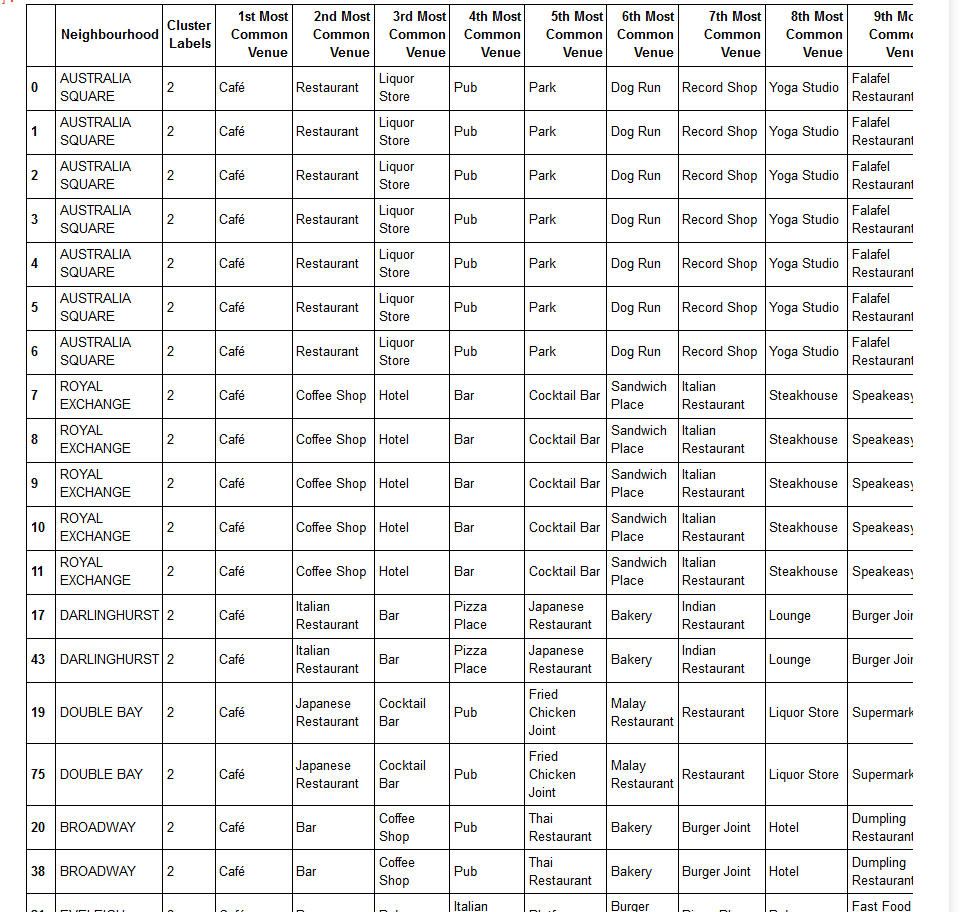 Neighbourhood Cluster Labels 1st Most Common Venue 2nd Most Common Venue 3rd Most Common Venue 4th Most Common Venue 5th Most Common Venue 6th Most Common Venue 7th Most Common Venue 8th Most Common Venue 9th
0 AUSTRALIA SQUARE 2 Café Restaurant Liquor Store Pub Park Dog Run Record Shop Yoga Studio Falafel Restaurant
1 AUSTRALIA SQUARE 2 Café Restaurant Liquor Store Pub Park Dog Run Record Shop Yoga Studio Falafel Restaurant
2 AUSTRALIA SQUARE 2 Café Restaurant Liquor Store Pub Park Dog Run Record Shop Yoga Studio Falafel Restaurant
3 AUSTRALIA SQUARE 2 Café Restaurant Liquor Store Pub Park Dog Run Record Shop Yoga Studio Falafel Restaurant
4 AUSTRALIA SQUARE 2 Café Restaurant Liquor Store Pub Park Dog Run Record Shop Yoga Studio Falafel Restaurant
5 AUSTRALIA SQUARE 2 Café Restaurant Liquor Store Pub Park Dog Run Record Shop Yoga Studio Falafel Restaurant
6 AUSTRALIA SQUARE 2 Café Restaurant Liquor Store Pub Park Dog Run Record Shop Yoga Studio Falafel Restaurant
7 ROYAL EXCHANGE 2 Café Coffee Shop Hotel Bar Cocktail Bar Sandwich Place Italian Restaurant Steakhouse Speakeasy
8 ROYAL EXCHANGE 2 Café Coffee Shop Hotel Bar Cocktail Bar Sandwich Place Italian Restaurant Steakhouse Speakeasy
9 ROYAL EXCHANGE 2 Café Coffee Shop Hotel Bar Cocktail Bar Sandwich Place Italian Restaurant Steakhouse Speakeasy
10 ROYAL EXCHANGE 2 Café Coffee Shop Hotel Bar Cocktail Bar Sandwich Place Italian Restaurant Steakhouse Speakeasy
11 ROYAL EXCHANGE 2 Café Coffee Shop Hotel Bar Cocktail Bar Sandwich Place Italian Restaurant Steakhouse Speakeasy
17 DARLINGHURST 2 Café Italian Restaurant Bar Pizza Place Japanese Restaurant Bakery Indian Restaurant Lounge Burger
43 DARLINGHURST 2 Café Italian Restaurant Bar Pizza Place Japanese Restaurant Bakery Indian Restaurant Lounge Burger
19 DOUBLE BAY 2 Café Japanese Restaurant Cocktail Bar Pub Fried Chicken Joint Malay Restaurant Restaurant Liquor Store
75 DOUBLE BAY 2 Café Japanese Restaurant Cocktail Bar Pub Fried Chicken Joint Malay Restaurant Restaurant Liquor Store
20 BROADWAY 2 Café Bar Coffee Shop Pub Thai Restaurant Bakery Burger Joint Hotel Dumpling Restaurant
38 BROADWAY 2 Café Bar Coffee Shop Pub Thai Restaurant Bakery Burger Joint Hotel Dumpling Restaurant
Italian Burger Fast Food